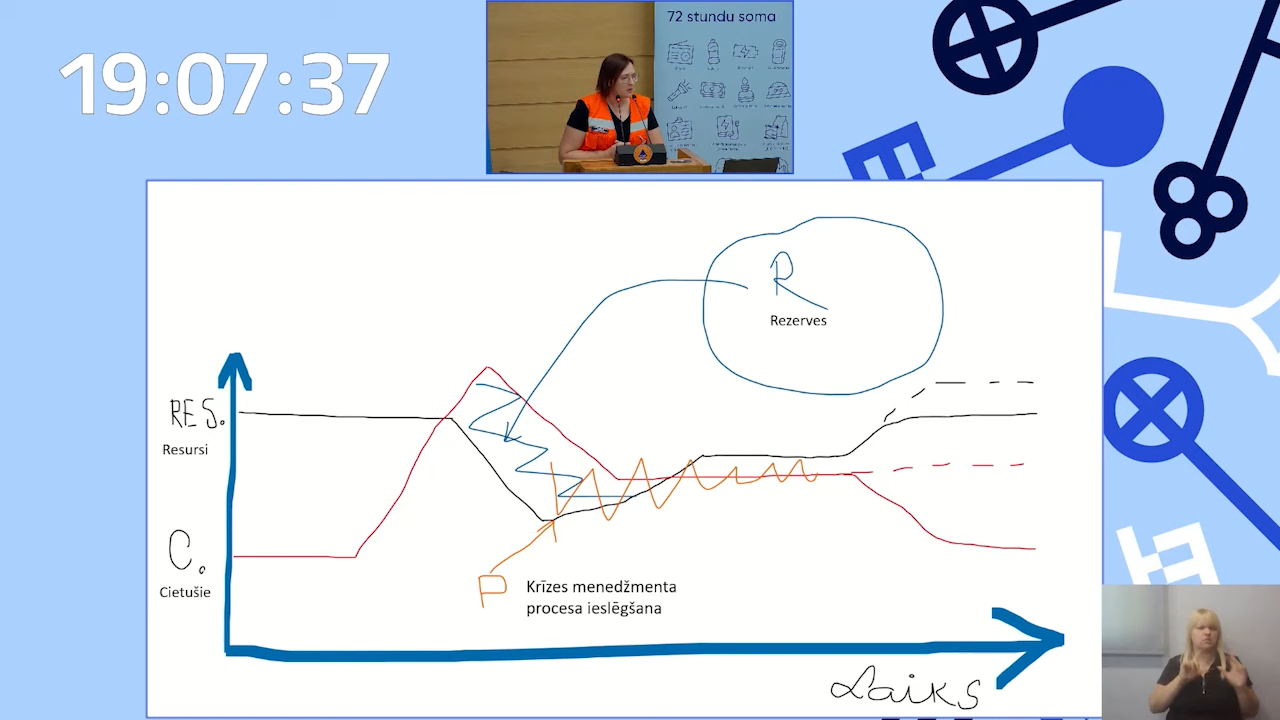 19:07:37
72 stundu soma
R
Rezerves
RES.
Resursi
C.
Cietušie
P
Krīzes menedžmenta
procesa ieslēgšana
Laiks